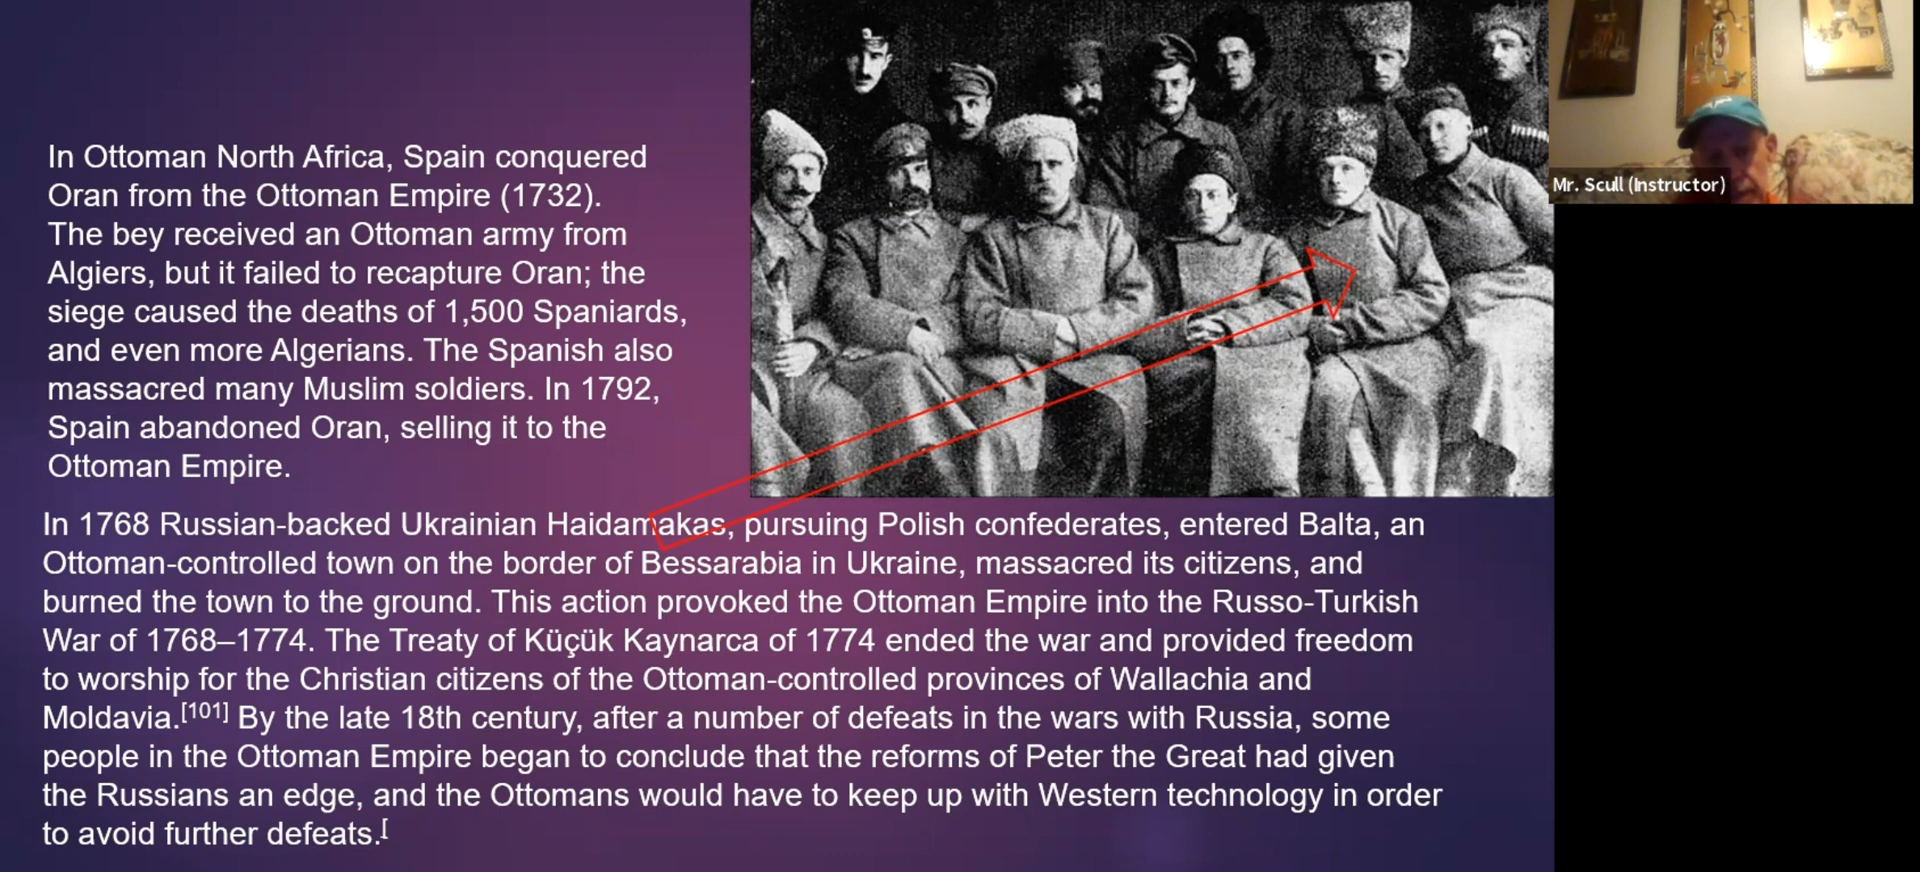 In Ottoman North Africa, Spain conquered
Oran from the Ottoman Empire (1732).
The bey received an Ottoman army from
Algiers, but it failed to recapture Oran; the
siege caused the deaths of 1,500 Spaniards,
and even more Algerians. The Spanish also
massacred many Muslim soldiers. In 1792,
Spain abandoned Oran, selling it to the
Ottoman Empire.
In 1768 Russian-backed Ukrainian Haidamakas, pursuing Polish confederates, entered Balta, an
Ottoman-controlled town on the border of Bessarabia in Ukraine, massacred its citizens, and
burned the town to the ground. This action provoked the Ottoman Empire into the Russo-Turkish
War of 1768–1774. The Treaty of Küçük Kaynarca of 1774 ended the war and provided freedom
to worship for the Christian citizens of the Ottoman-controlled provinces of Wallachia and
Moldavia.[101] By the late 18th century, after a number of defeats in the wars with Russia, some
people in the Ottoman Empire began to conclude that the reforms of Peter the Great had given
the Russians an edge, and the Ottomans would have to keep up with Western technology in order
to avoid further defeats.[
Mr. Scull (Instructor)